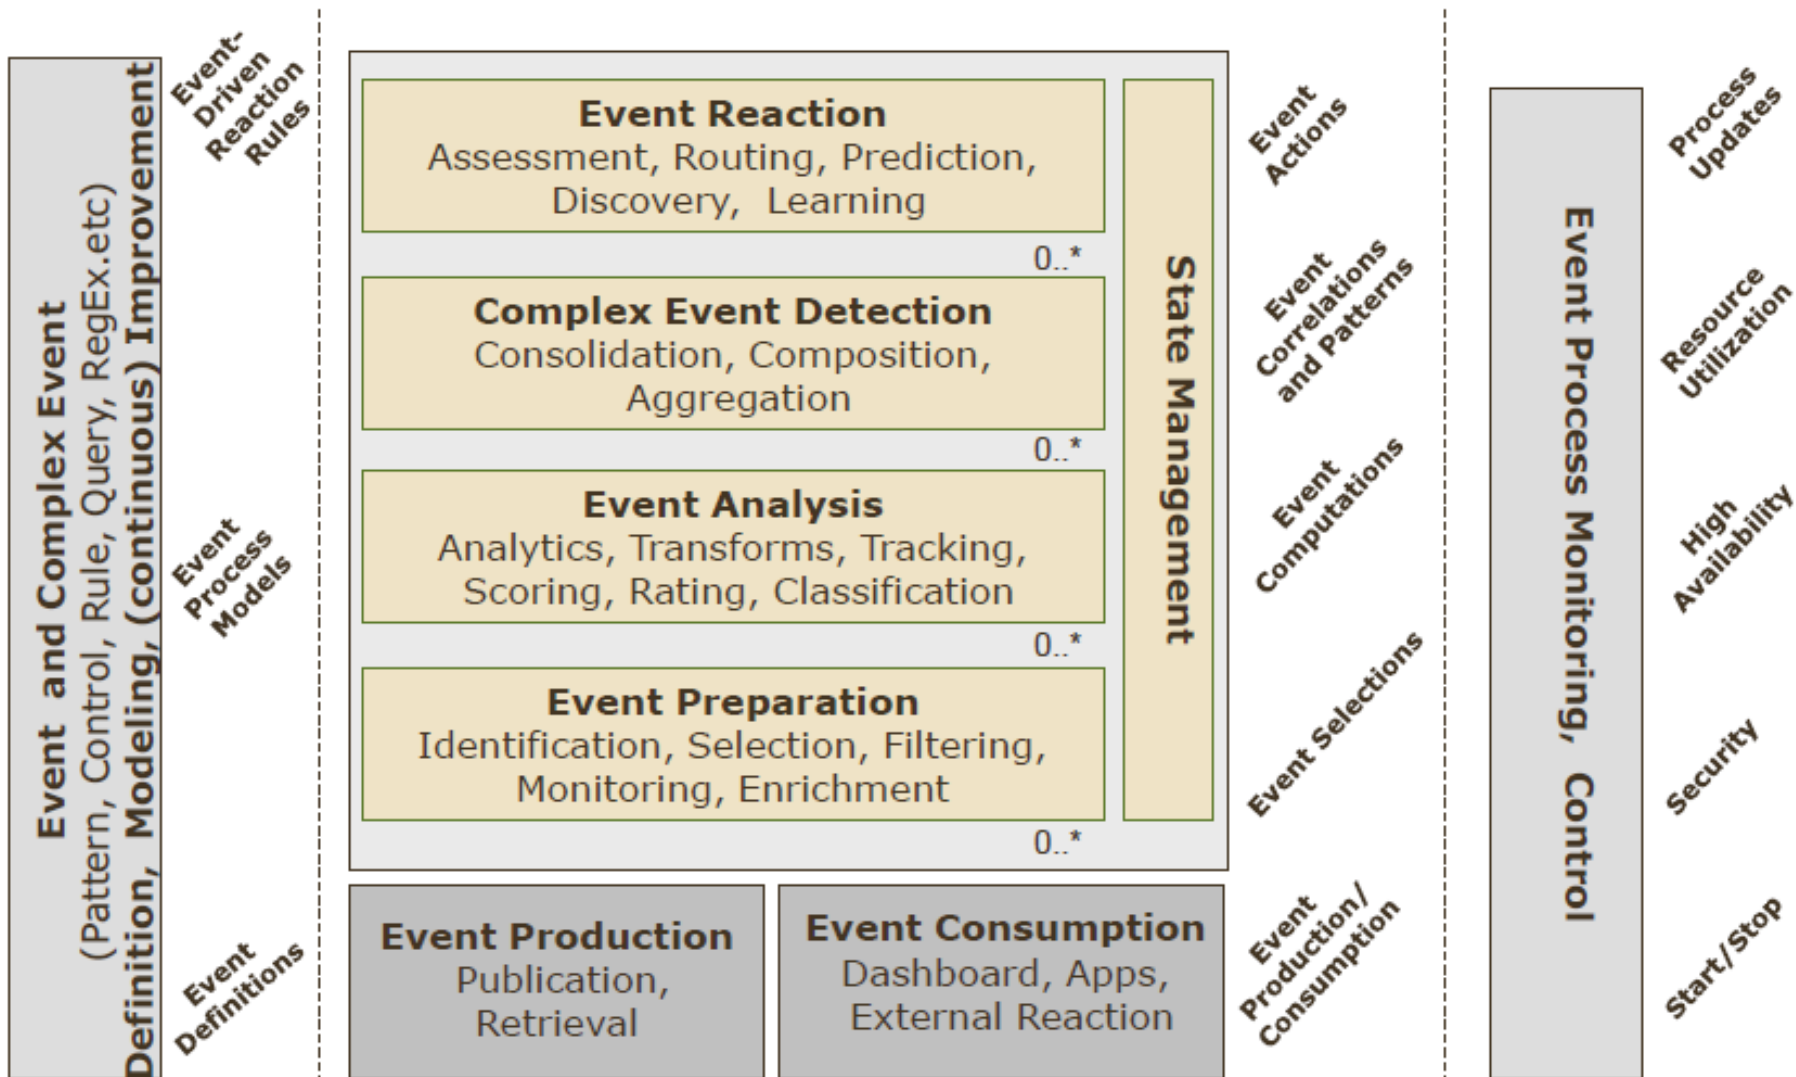 Event and Complex Event
(Pattern, Control, Rule, Query, RegEx.etc)
Definition, Modeling, (continuous) Improvement
Event-
Driven
Reaction
Rules
Event
Process
Models
Event
Definitions
Event Reaction
Assessment, Routing, Prediction,
Discovery, Learning
0..*
Complex Event Detection
Consolidation, Composition,
Aggregation
0..*
Event Analysis
Analytics, Transforms, Tracking,
Scoring, Rating, Classification
0..*
Event Preparation
Identification, Selection, Filtering,
Monitoring, Enrichment
0..*
State Management
Event Production
Publication,
Retrieval
Event Consumption
Dashboard, Apps,
External Reaction
Event
Actions
Event
Correlations
and Patterns
Event
Computations
Event Selections
Event
Production/
Consumption
Event Process Monitoring, Control
Process
Updates
Resource
Utilization
High
Availability
Security
Start/Stop